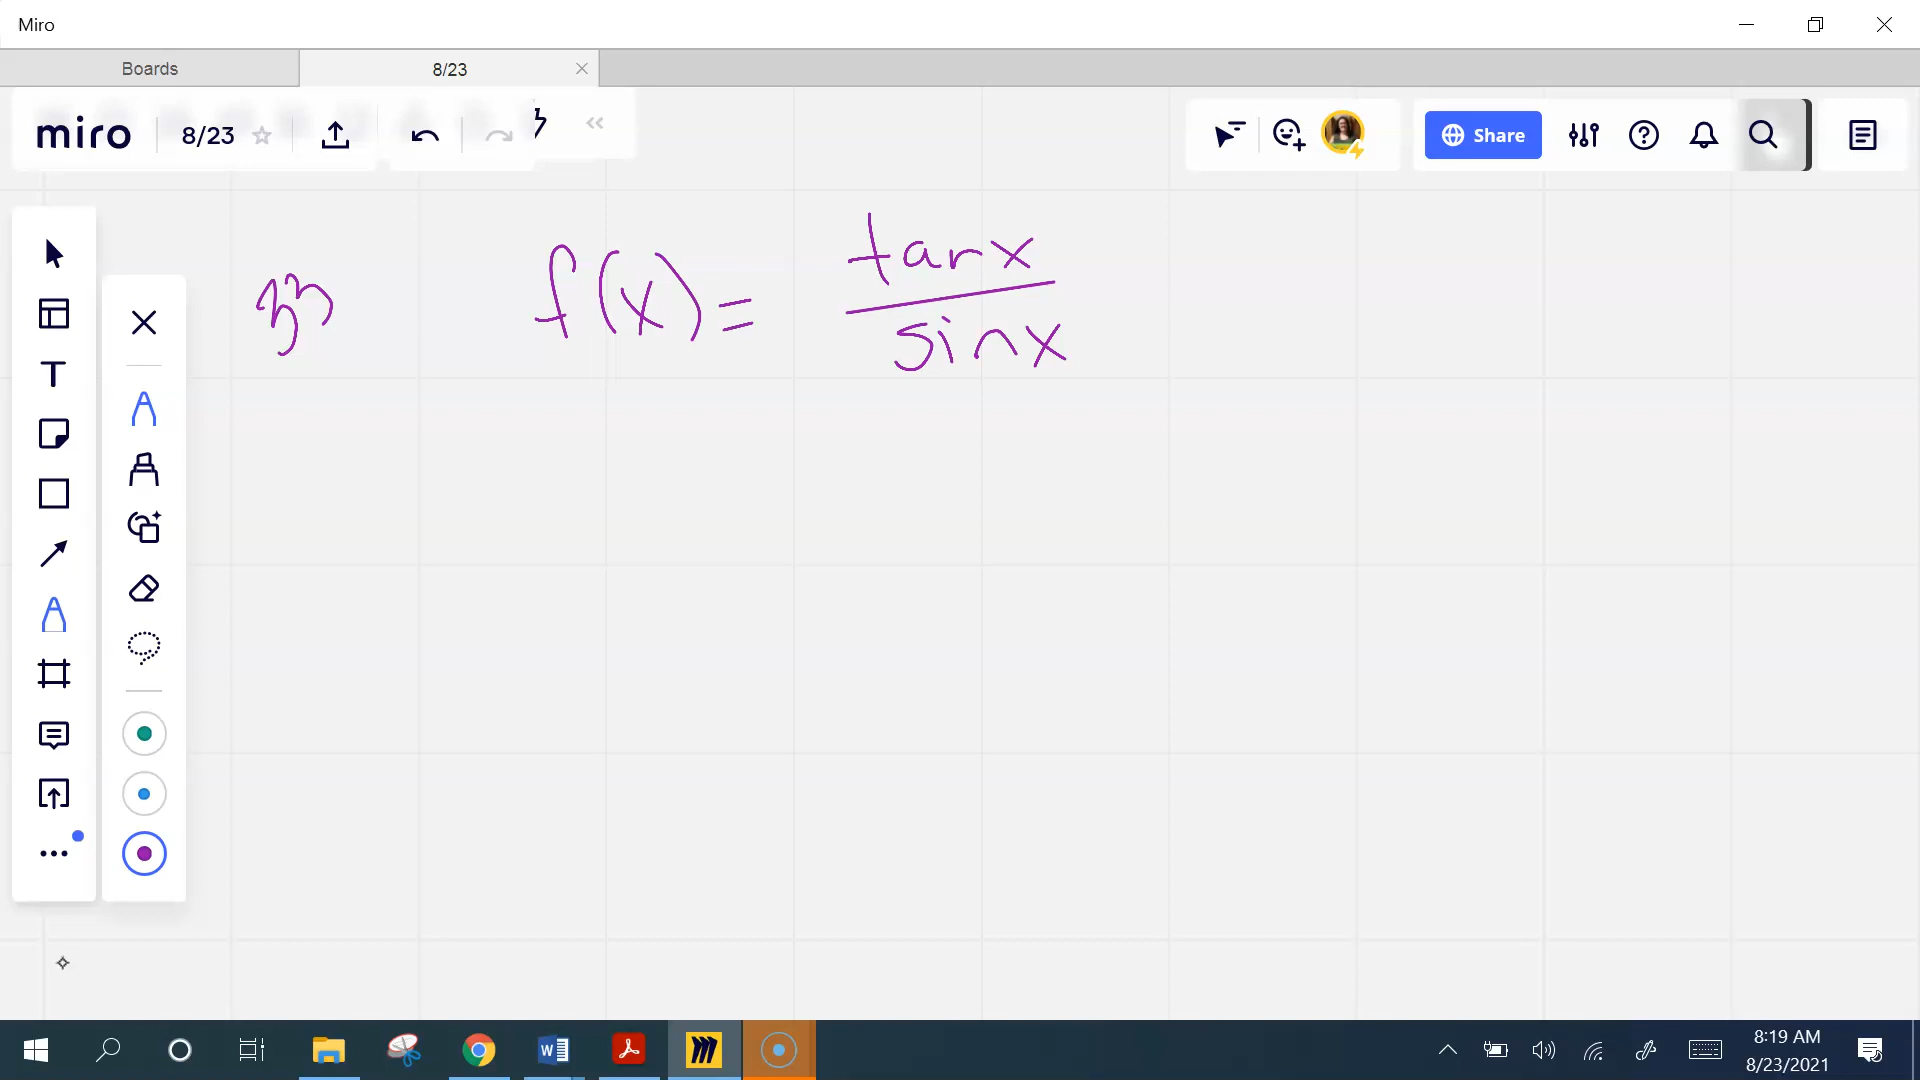 Miro
Boards
8/23
miro
8/23
Share
f(x) = tanx / sinx
8:19 AM
8/23/2021